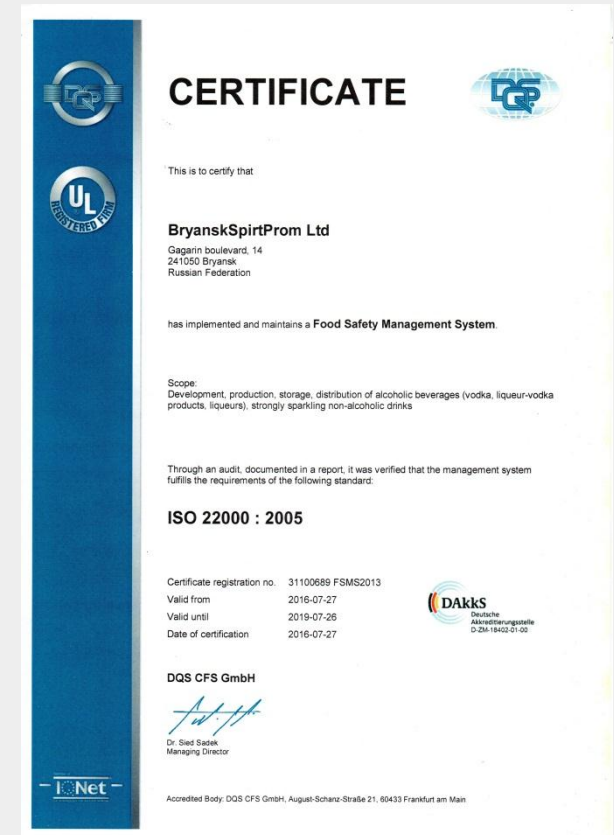 DQS
CERTIFICATE
DQS
This is to certify that
UL
REGISTERED FIRM
BryanskSpirtProm Ltd
Gagarin boulevard, 14
241050 Bryansk
Russian Federation
has implemented and maintains a Food Safety Management System.
Scope:
Development, production, storage, distribution of alcoholic beverages (vodka, liqueur-vodka
products, liqueurs), strongly sparkling non-alcoholic drinks
Through an audit, documented in a report, it was verified that the management system
fulfills the requirements of the following standard:
ISO 22000 : 2005
Certificate registration no. 31100689 FSMS2013
Valid from 2016-07-27
Valid until 2019-07-26
Date of certification 2016-07-27
DAkkS
Deutsche
Akkreditierungsstelle
D-ZM-18402-01-00
DQS CFS GmbH
Dr. Sied Sadek
Managing Director
IQNet
Accredited Body: DQS CFS GmbH, August-Schanz-Straße 21, 60433 Frankfurt am Main